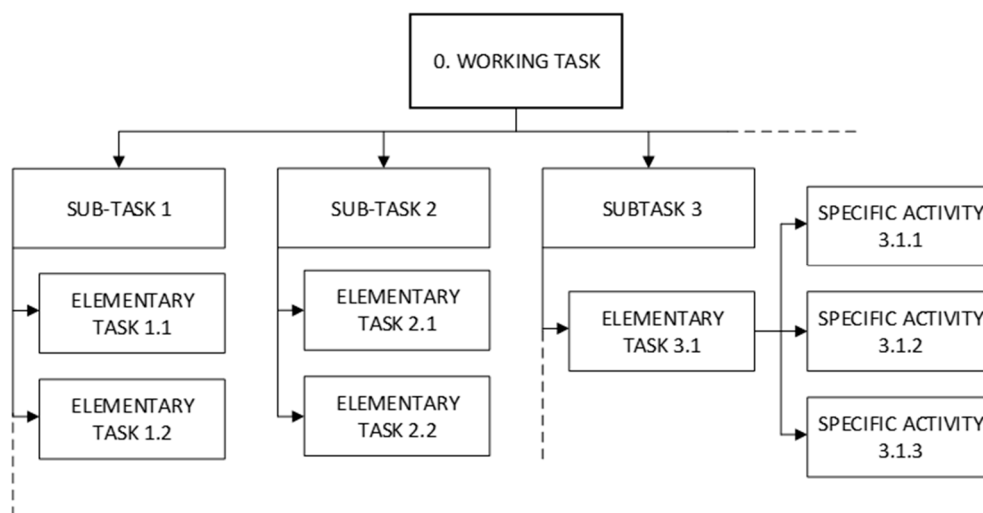 0. WORKING TASK
SUB-TASK 1
SUB-TASK 2
SUBTASK 3
ELEMENTARY
TASK 1.1
ELEMENTARY
TASK 1.2
ELEMENTARY
TASK 2.1
ELEMENTARY
TASK 2.2
ELEMENTARY
TASK 3.1
SPECIFIC ACTIVITY
3.1.1
SPECIFIC ACTIVITY
3.1.2
SPECIFIC ACTIVITY
3.1.3